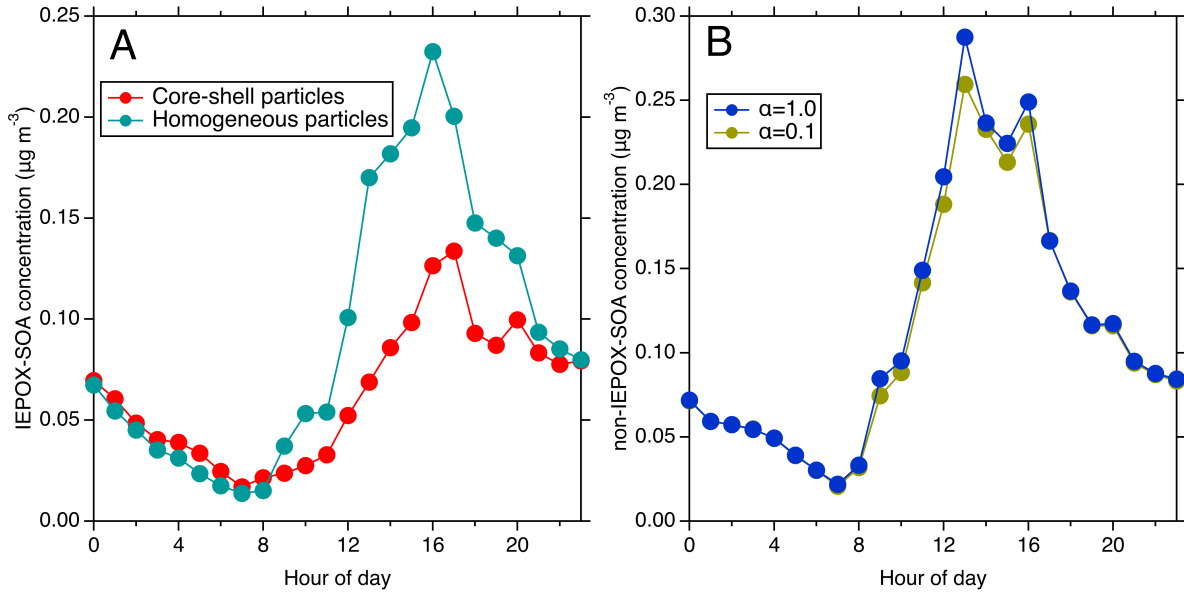 A
Core-shell particles
Homogeneous particles
IEPOX-SOA concentration (µg m⁻³)
0.25
0.20
0.15
0.10
0.05
0.00
0 4 8 12 16 20
Hour of day
B
α=1.0
α=0.1
non-IEPOX-SOA concentration (µg m⁻³)
0.30
0.25
0.20
0.15
0.10
0.05
0.00
0 4 8 12 16 20
Hour of day